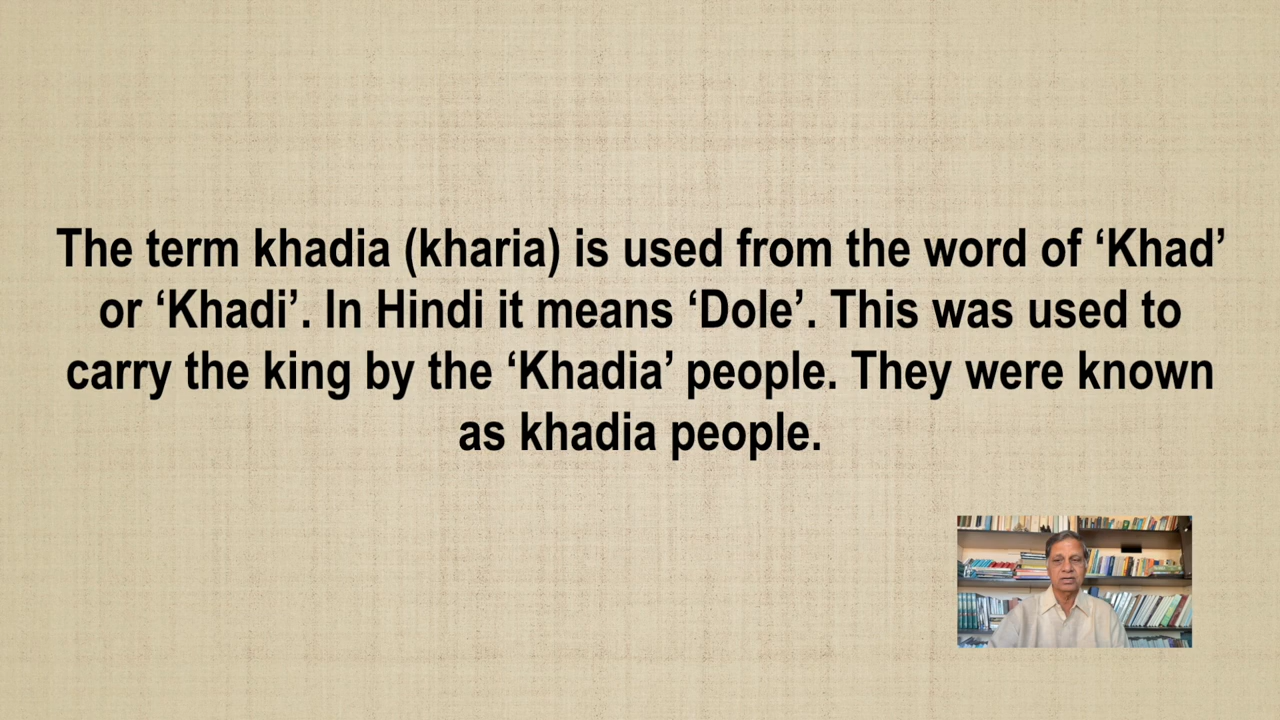 The term khadia (kharia) is used from the word of ‘Khad’
or ‘Khadi’. In Hindi it means ‘Dole’. This was used to
carry the king by the ‘Khadia’ people. They were known
as khadia people.